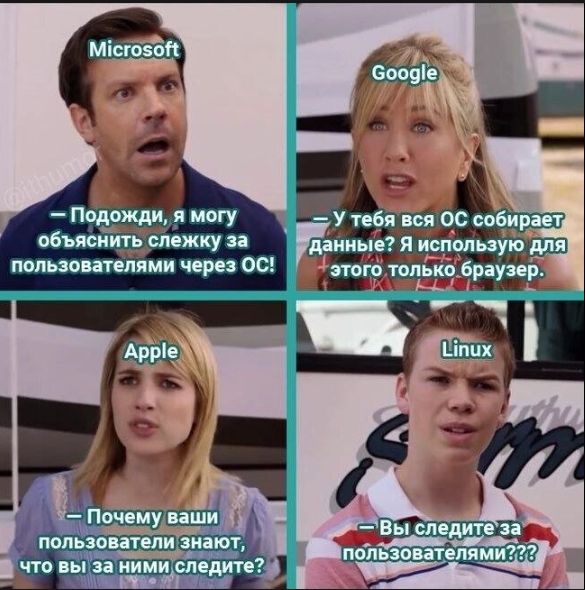 Microsoft
— Подожди, я могу
объяснить слежку за
пользователями через ОС!
Google
— У тебя вся ОС собирает
данные? Я использую для
этого только браузер.
Apple
— Почему ваши
пользователи знают,
что вы за ними следите?
Linux
— Вы следите за
пользователями???